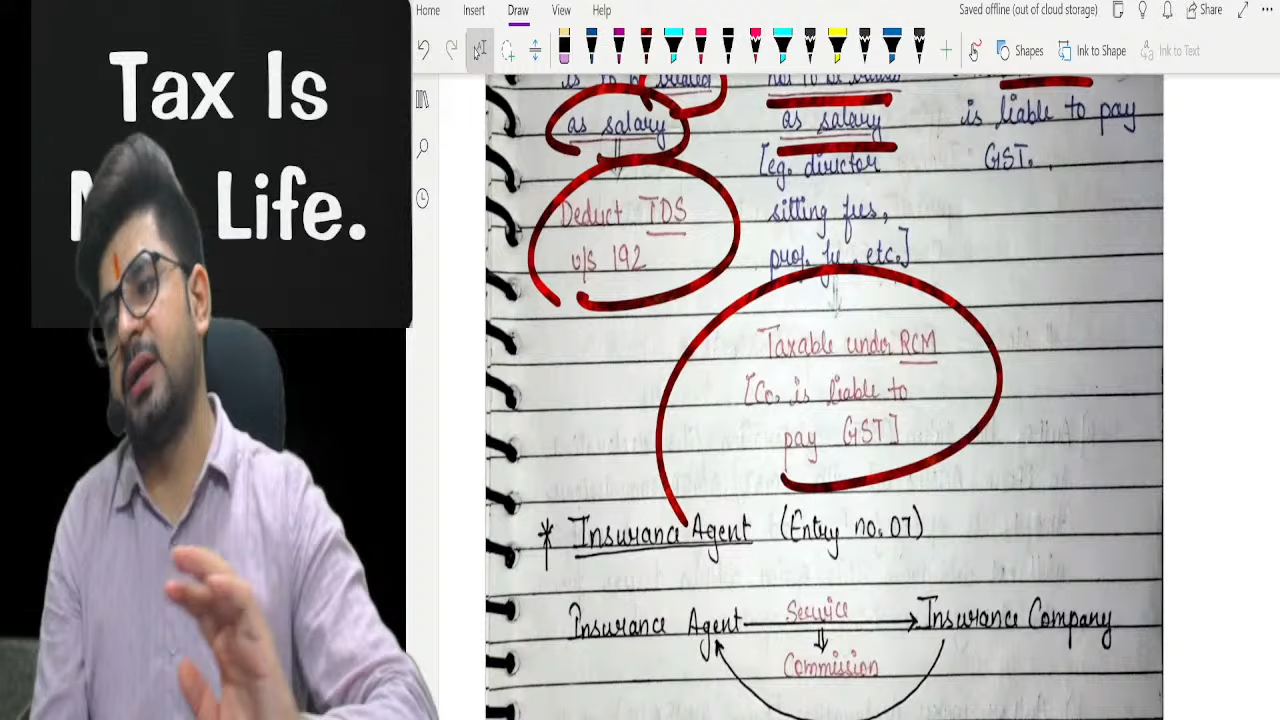 Home Insert Draw View Help
Saved offline (out of cloud storage)
Share
Shapes
Ink to Shape
Ink to Text
Tax Is
Life.
as salary
as salary
is liable to pay
[eg. director
GST.
Deduct TDS
sitting fees,
u/s 192
etc.]
Taxable under RCM
[Co. is liable to
pay GST]
* Insurance Agent (Entry no. 07)
Insurance Agent Service Insurance Company
Commission